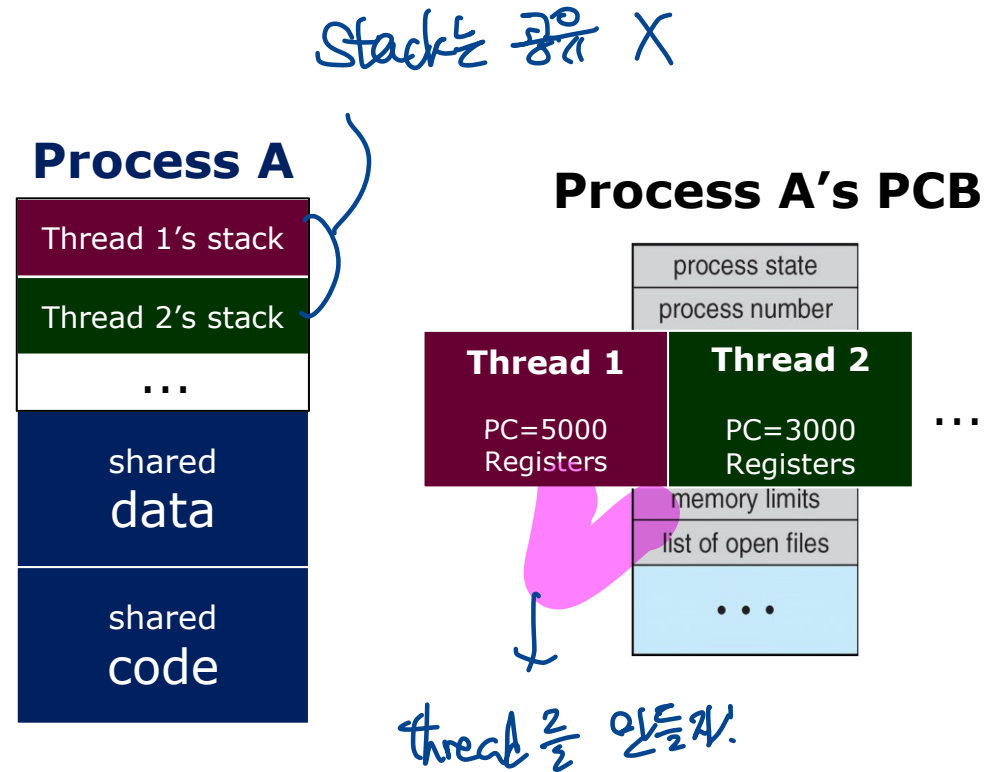 Stack는 공유 X
Process A
Thread 1's stack
Thread 2's stack
...
shared
data
shared
code
Process A's PCB
process state
process number
Thread 1
PC=5000
Registers
Thread 2
PC=3000
Registers
...
memory limits
list of open files
...
thread를 만들자!